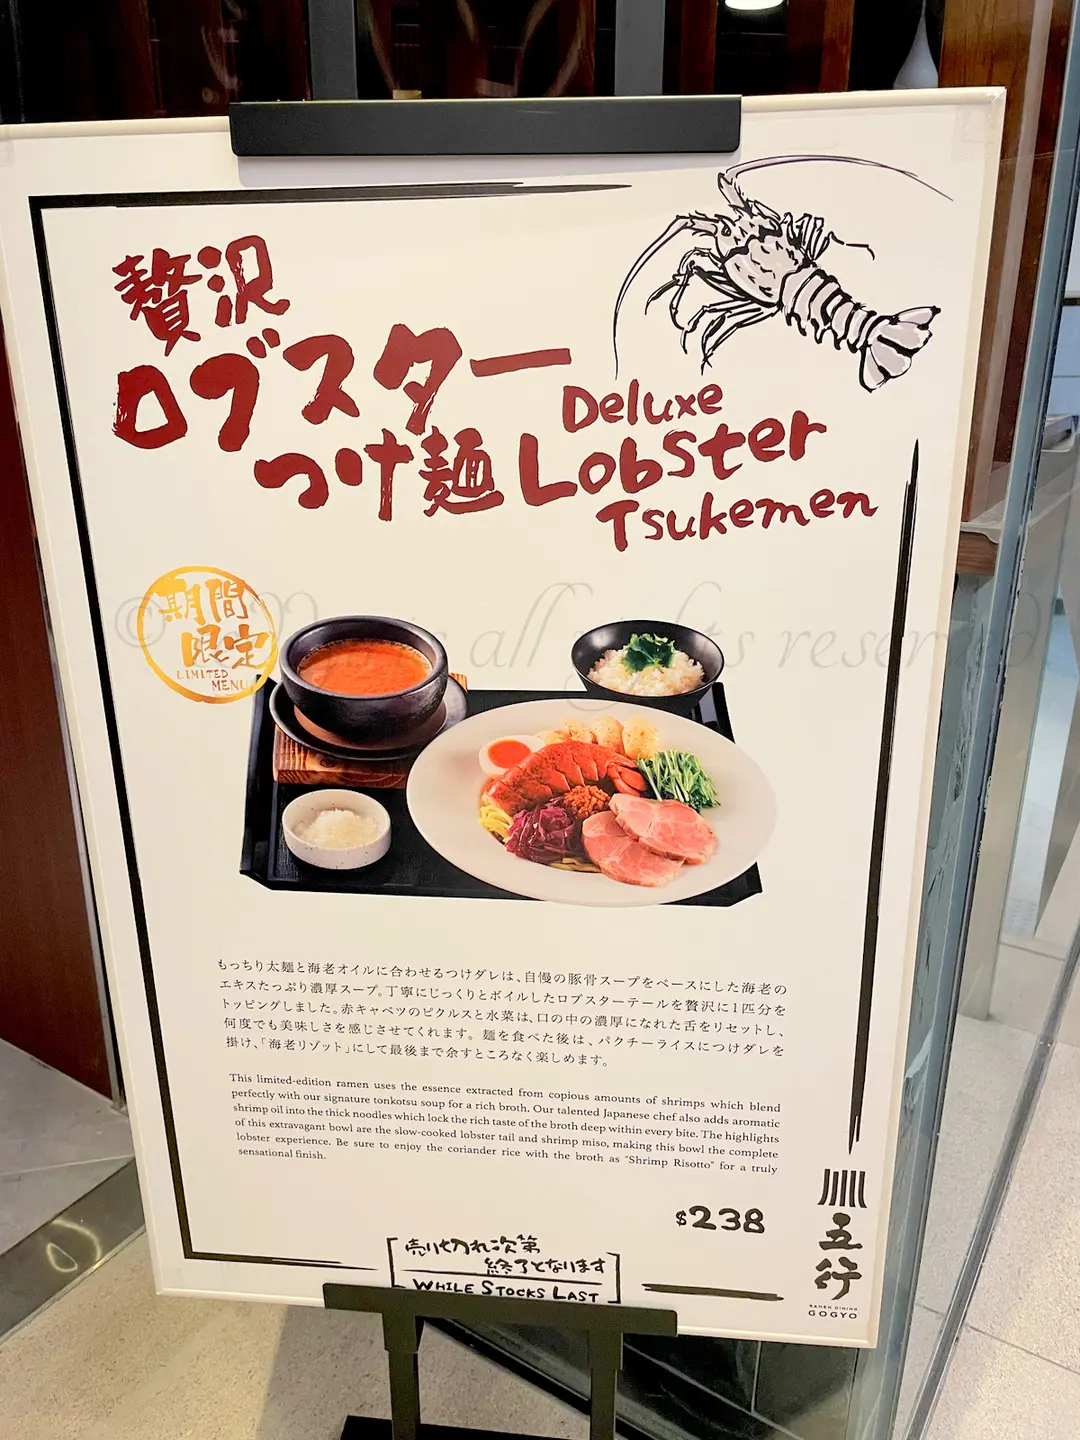 贅沢
ロブスター
つけ麺
Deluxe
Lobster
Tsukemen
期間
限定
LIMITED
MENU
all rights reserved
もっちり太麺と海老オイルに合わせるつけダレは、自慢の豚骨スープをベースにした海老の
エキスたっぷり濃厚スープ。丁寧にじっくりとボイルしたロブスターテールを贅沢に1匹分を
トッピングしました。赤キャベツのピクルスと水菜は、口の中の濃厚になれた舌をリセットし、
何度でも美味しさを感じさせてくれます。麺を食べた後は、パクチーライスにつけダレを
掛け、「海老リゾット」にして最後まで余すところなく楽しめます。
This limited-edition ramen uses the essence extracted from copious amounts of shrimps which blend
perfectly with our signature tonkotsu soup for a rich broth. Our talented Japanese chef also adds aromatic
shrimp oil into the thick noodles which lock the rich taste of the broth deep within every bite. The highlights
of this extravagant bowl are the slow-cooked lobster tail and shrimp miso, making this bowl the complete
lobster experience. Be sure to enjoy the coriander rice with the broth as "Shrimp Risotto" for a truly
sensational finish.
$238
売り切れ次第
終了となります
WHILE STOCKS LAST
五行
RAMEN DINING
GOGYO